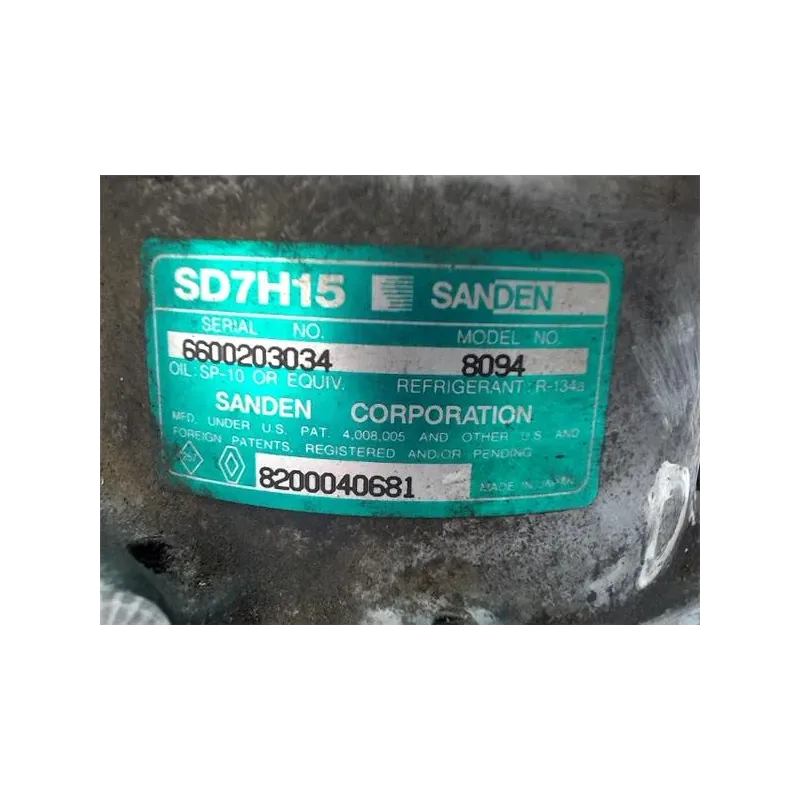 SD7H15 SANDEN
SERIAL NO. MODEL NO.
6600203034 8094
OIL: SP-10 OR EQUIV. REFRIGERANT: R-134a
SANDEN CORPORATION
MFD. UNDER U.S. PAT. 4,008,005 AND OTHER U.S AND
FOREIGN PATENTS, REGISTERED AND/OR PENDING
8200040681 MADE IN JAPAN